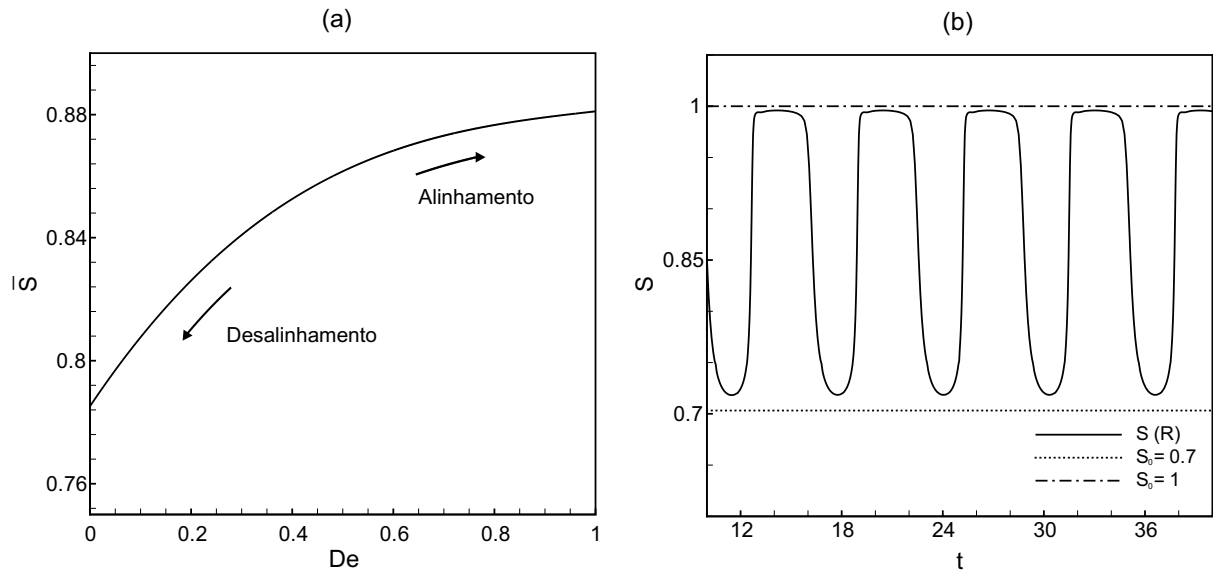 (a)
0.88
0.84
0.8
0.76
S̅
Alinhamento
Desalinhamento
0
0.2
0.4
0.6
0.8
1
De
(b)
1
0.85
0.7
S
S (R)
S₀ = 0.7
S₀ = 1
12
18
24
30
36
t